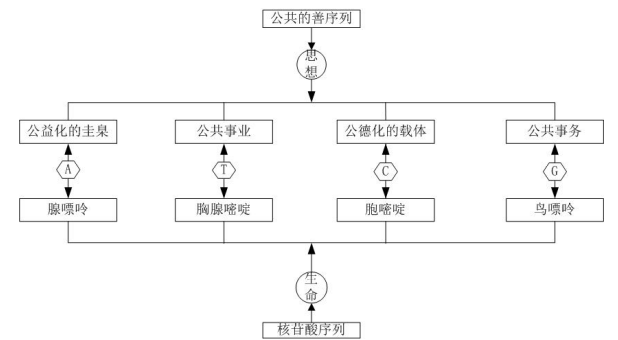 公共的善序列
思
想
公益化的圭臬
公共事业
公德化的载体
公共事务
A
T
C
G
腺嘌呤
胸腺嘧啶
胞嘧啶
鸟嘌呤
生
命
核苷酸序列